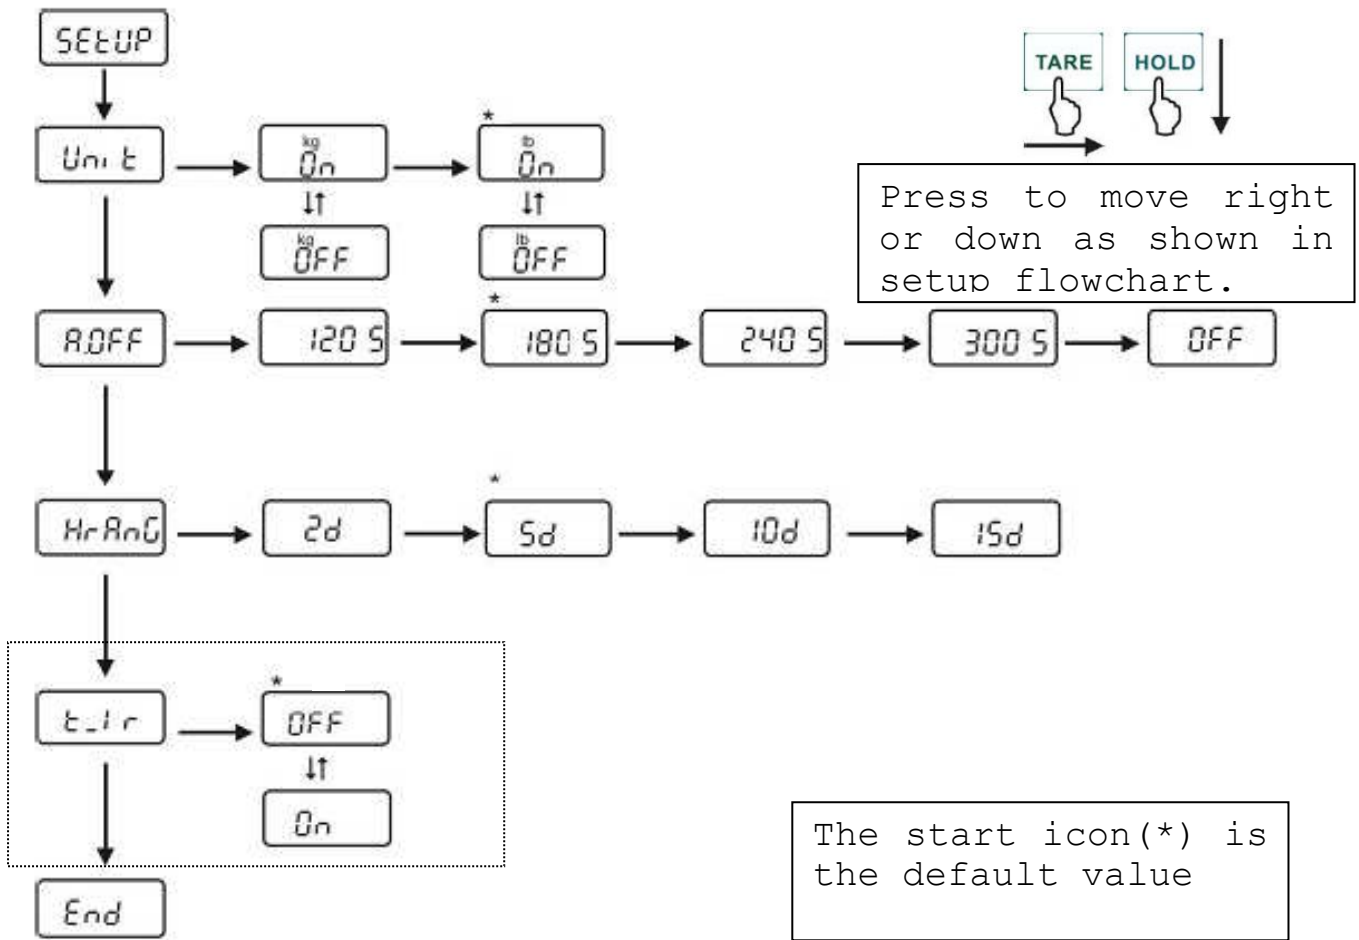 SEtUP
TARE HOLD
*
Unit
kg
On
lb
On
kg
OFF
lb
OFF
Press to move right
or down as shown in
setup flowchart.
*
A.OFF
120 S
180 S
240 S
300 S
OFF
*
HrAnG
2d
5d
10d
15d
*
t_Ir
OFF
On
The start icon(*) is
the default value
End